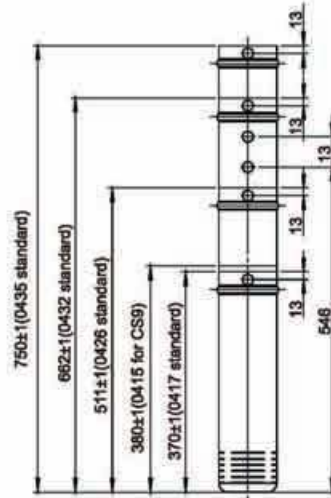 13
13
13
13
13
546
750±1(0435 standard)
662±1(0432 standard)
511±1(0426 standard)
380±1(0415 for CS9)
370±1(0417 standard)